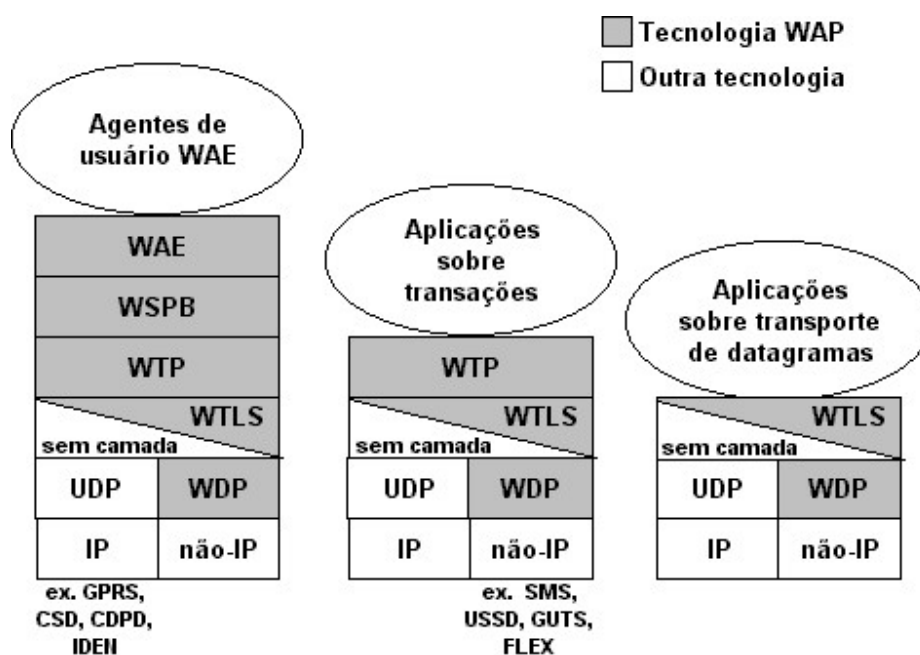 Tecnologia WAP
Outra tecnologia
Agentes de
usuário WAE
WAE
WSPB
WTP
WTLS
sem camada
UDP
WDP
IP
não-IP
ex. GPRS,
CSD, CDPD,
IDEN
Aplicações
sobre
transações
WTP
WTLS
sem camada
UDP
WDP
IP
não-IP
ex. SMS,
USSD, GUTS,
FLEX
Aplicações
sobre transporte
de datagramas
WTLS
sem camada
UDP
WDP
IP
não-IP